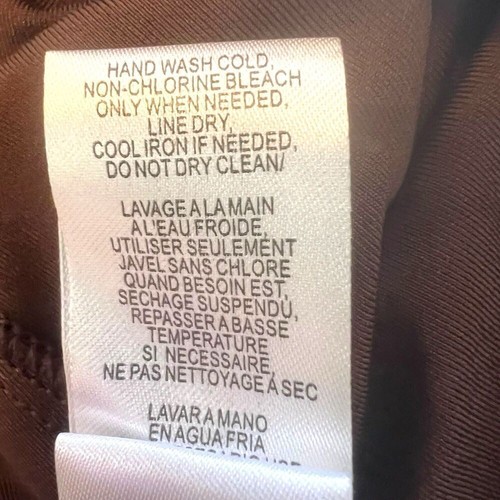 HAND WASH COLD,
NON-CHLORINE BLEACH
ONLY WHEN NEEDED,
LINE DRY,
COOL IRON IF NEEDED,
DO NOT DRY CLEAN/
LAVAGE A LA MAIN
A L'EAU FROIDE,
UTILISER SEULEMENT
JAVEL SANS CHLORE
QUAND BESOIN EST,
SECHAGE SUSPENDU,
REPASSER A BASSE
TEMPERATURE
SI NECESSAIRE,
NE PAS NETTOYAGE Á SEC
LAVAR A MANO
EN AGUA FRIA